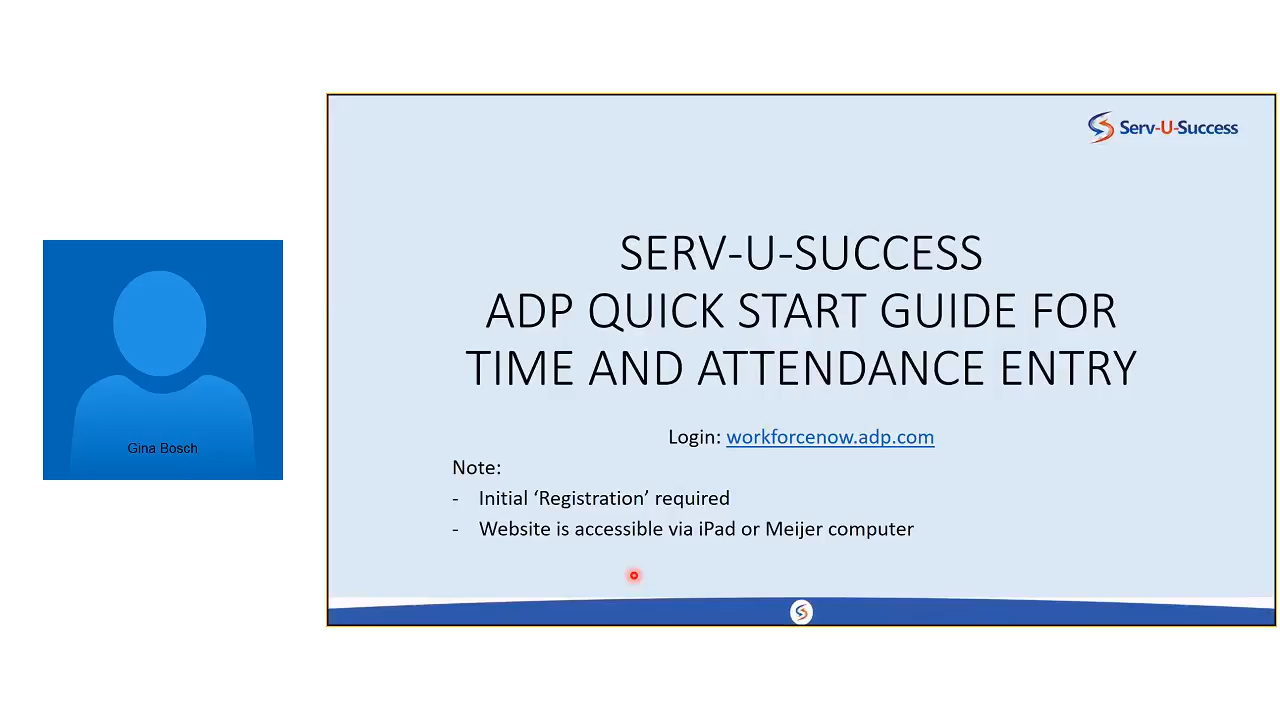 Serv-U-Success
SERV-U-SUCCESS
ADP QUICK START GUIDE FOR
TIME AND ATTENDANCE ENTRY
Login: workforcenow.adp.com
Note:
- Initial ‘Registration’ required
- Website is accessible via iPad or Meijer computer
Gina Bosch